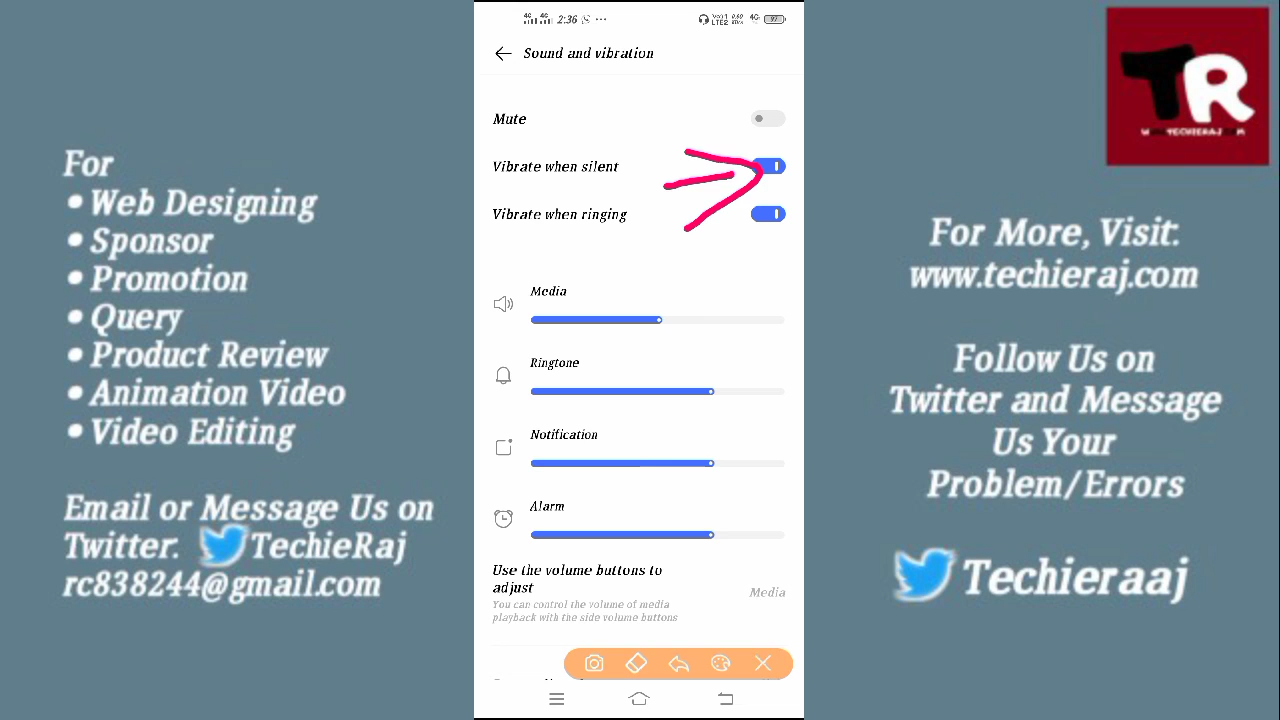 For
• Web Designing
• Sponsor
• Promotion
• Query
• Product Review
• Animation Video
• Video Editing
Email or Message Us on
Twitter. TechieRaj
rc838244@gmail.com
4G 4G 2:36 ... 4G 97
Sound and vibration
Mute
Vibrate when silent
Vibrate when ringing
Media
Ringtone
Notification
Alarm
Use the volume buttons to
adjust
Media
You can control the volume of media
playback with the side volume buttons
TR
For More, Visit:
www.techieraj.com
Follow Us on
Twitter and Message
Us Your
Problem/Errors
Techieraaj